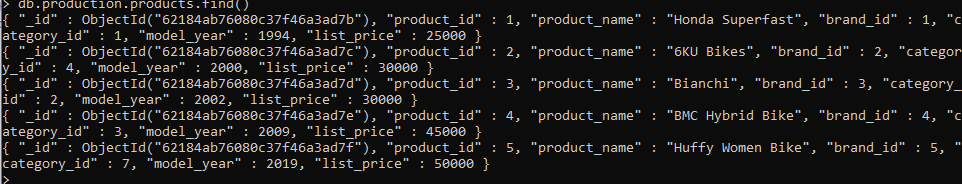 > db.production.products.find()
{ "_id" : ObjectId("62184ab76080c37f46a3ad7b"), "product_id" : 1, "product_name" : "Honda Superfast", "brand_id" : 1, "c
ategory_id" : 1, "model_year" : 1994, "list_price" : 25000 }
{ "_id" : ObjectId("62184ab76080c37f46a3ad7c"), "product_id" : 2, "product_name" : "6KU Bikes", "brand_id" : 2, "categor
y_id" : 4, "model_year" : 2000, "list_price" : 30000 }
{ "_id" : ObjectId("62184ab76080c37f46a3ad7d"), "product_id" : 3, "product_name" : "Bianchi", "brand_id" : 3, "category_
id" : 2, "model_year" : 2002, "list_price" : 30000 }
{ "_id" : ObjectId("62184ab76080c37f46a3ad7e"), "product_id" : 4, "product_name" : "BMC Hybrid Bike", "brand_id" : 4, "c
ategory_id" : 3, "model_year" : 2009, "list_price" : 45000 }
{ "_id" : ObjectId("62184ab76080c37f46a3ad7f"), "product_id" : 5, "product_name" : "Huffy Women Bike", "brand_id" : 5, "
category_id" : 7, "model_year" : 2019, "list_price" : 50000 }
>